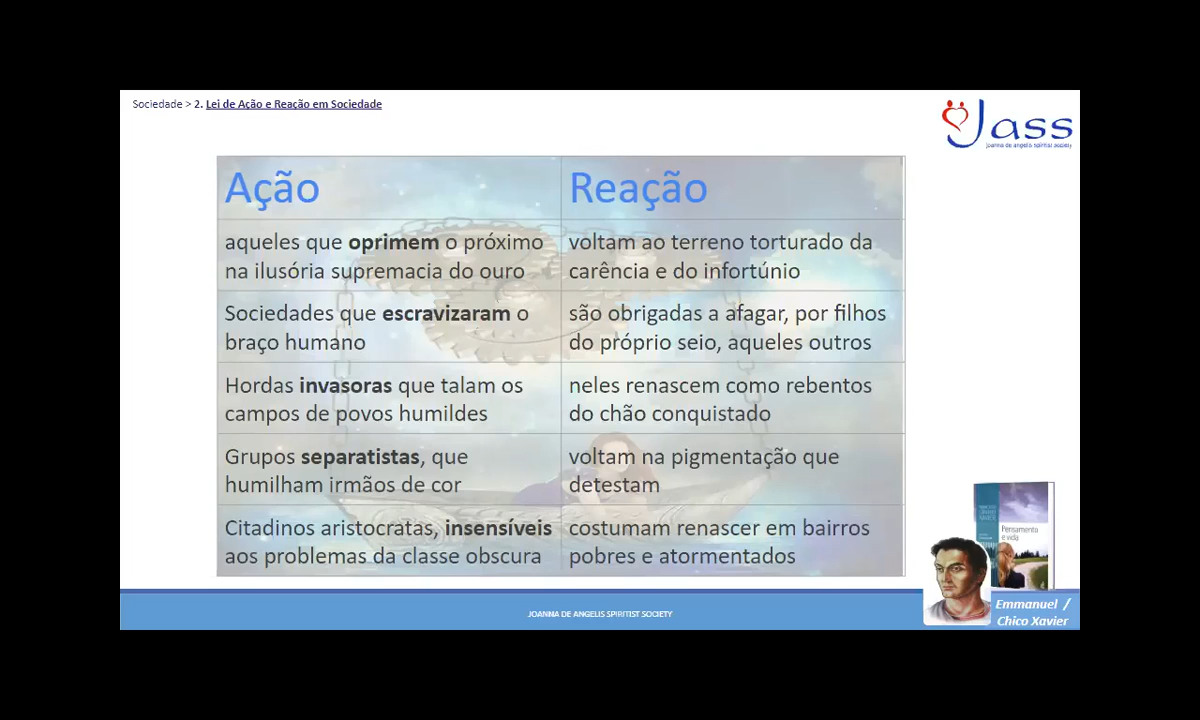 Sociedade > 2. Lei de Ação e Reação em Sociedade
Jass
joanna de angelis spiritist society
Ação
Reação
aqueles que oprimem o próximo
na ilusória supremacia do ouro
voltam ao terreno torturado da
carência e do infortúnio
Sociedades que escravizaram o
braço humano
são obrigadas a afagar, por filhos
do próprio seio, aqueles outros
Hordas invasoras que talam os
campos de povos humildes
neles renascem como rebentos
do chão conquistado
Grupos separatistas, que
humilham irmãos de cor
voltam na pigmentação que
detestam
Citadinos aristocratas, insensíveis
aos problemas da classe obscura
costumam renascer em bairros
pobres e atormentados
Pensamento
e vida
Emmanuel /
Chico Xavier
JOANNA DE ANGELIS SPIRITIST SOCIETY